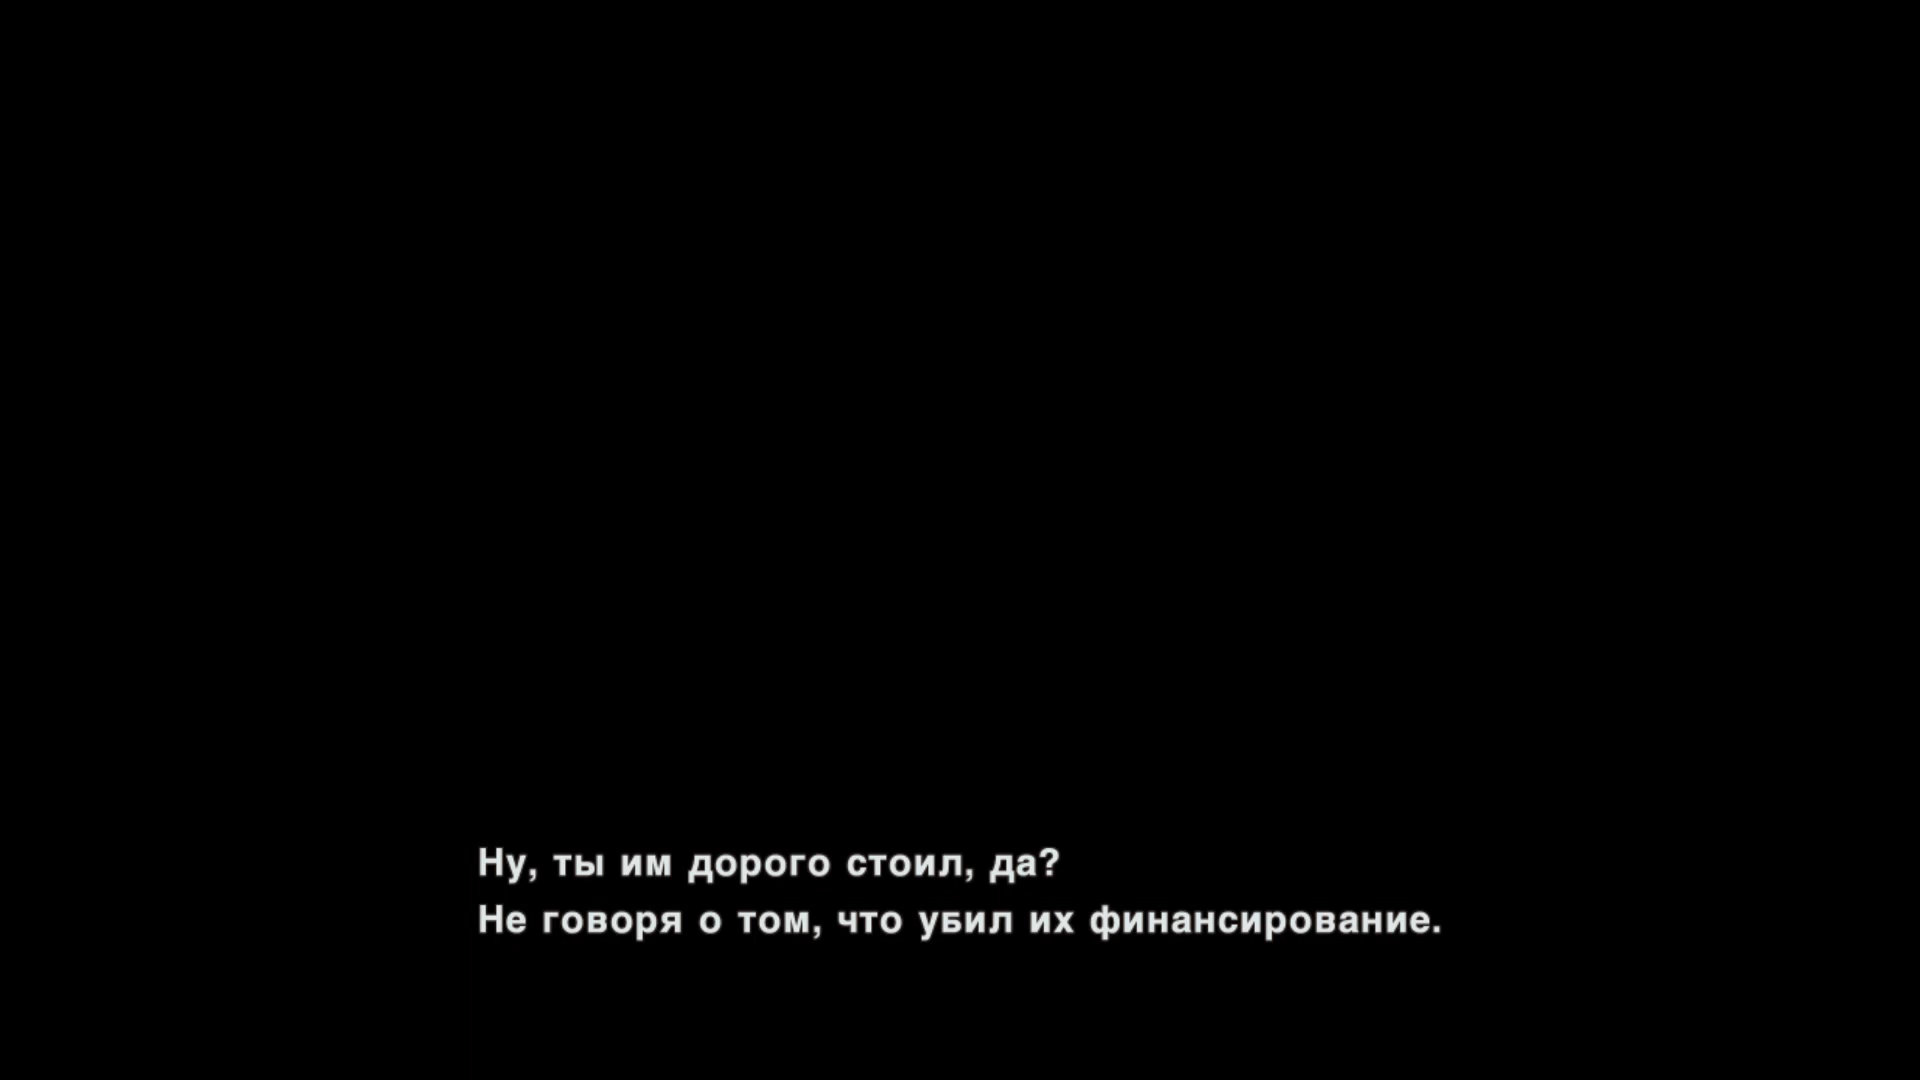 Ну, ты им дорого стоил, да?
Не говоря о том, что убил их финансирование.